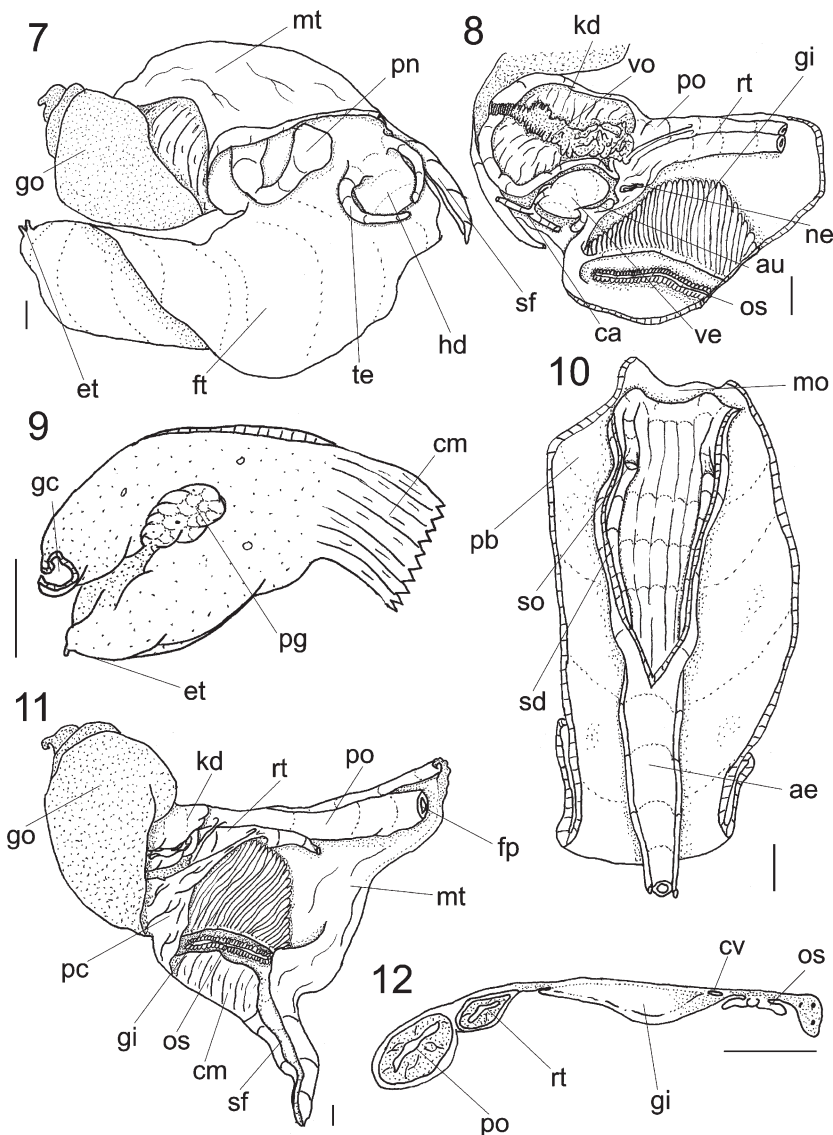 7
mt
pn
go
sf
hd
te
ft
et
8
kd
vo
po
rt
gi
ne
au
os
ve
ca
9
gc
cm
pg
et
10
mo
pb
so
sd
ae
11
go
kd
rt
po
fp
mt
pc
gi
os
cm
sf
12
cv
os
rt
gi
po